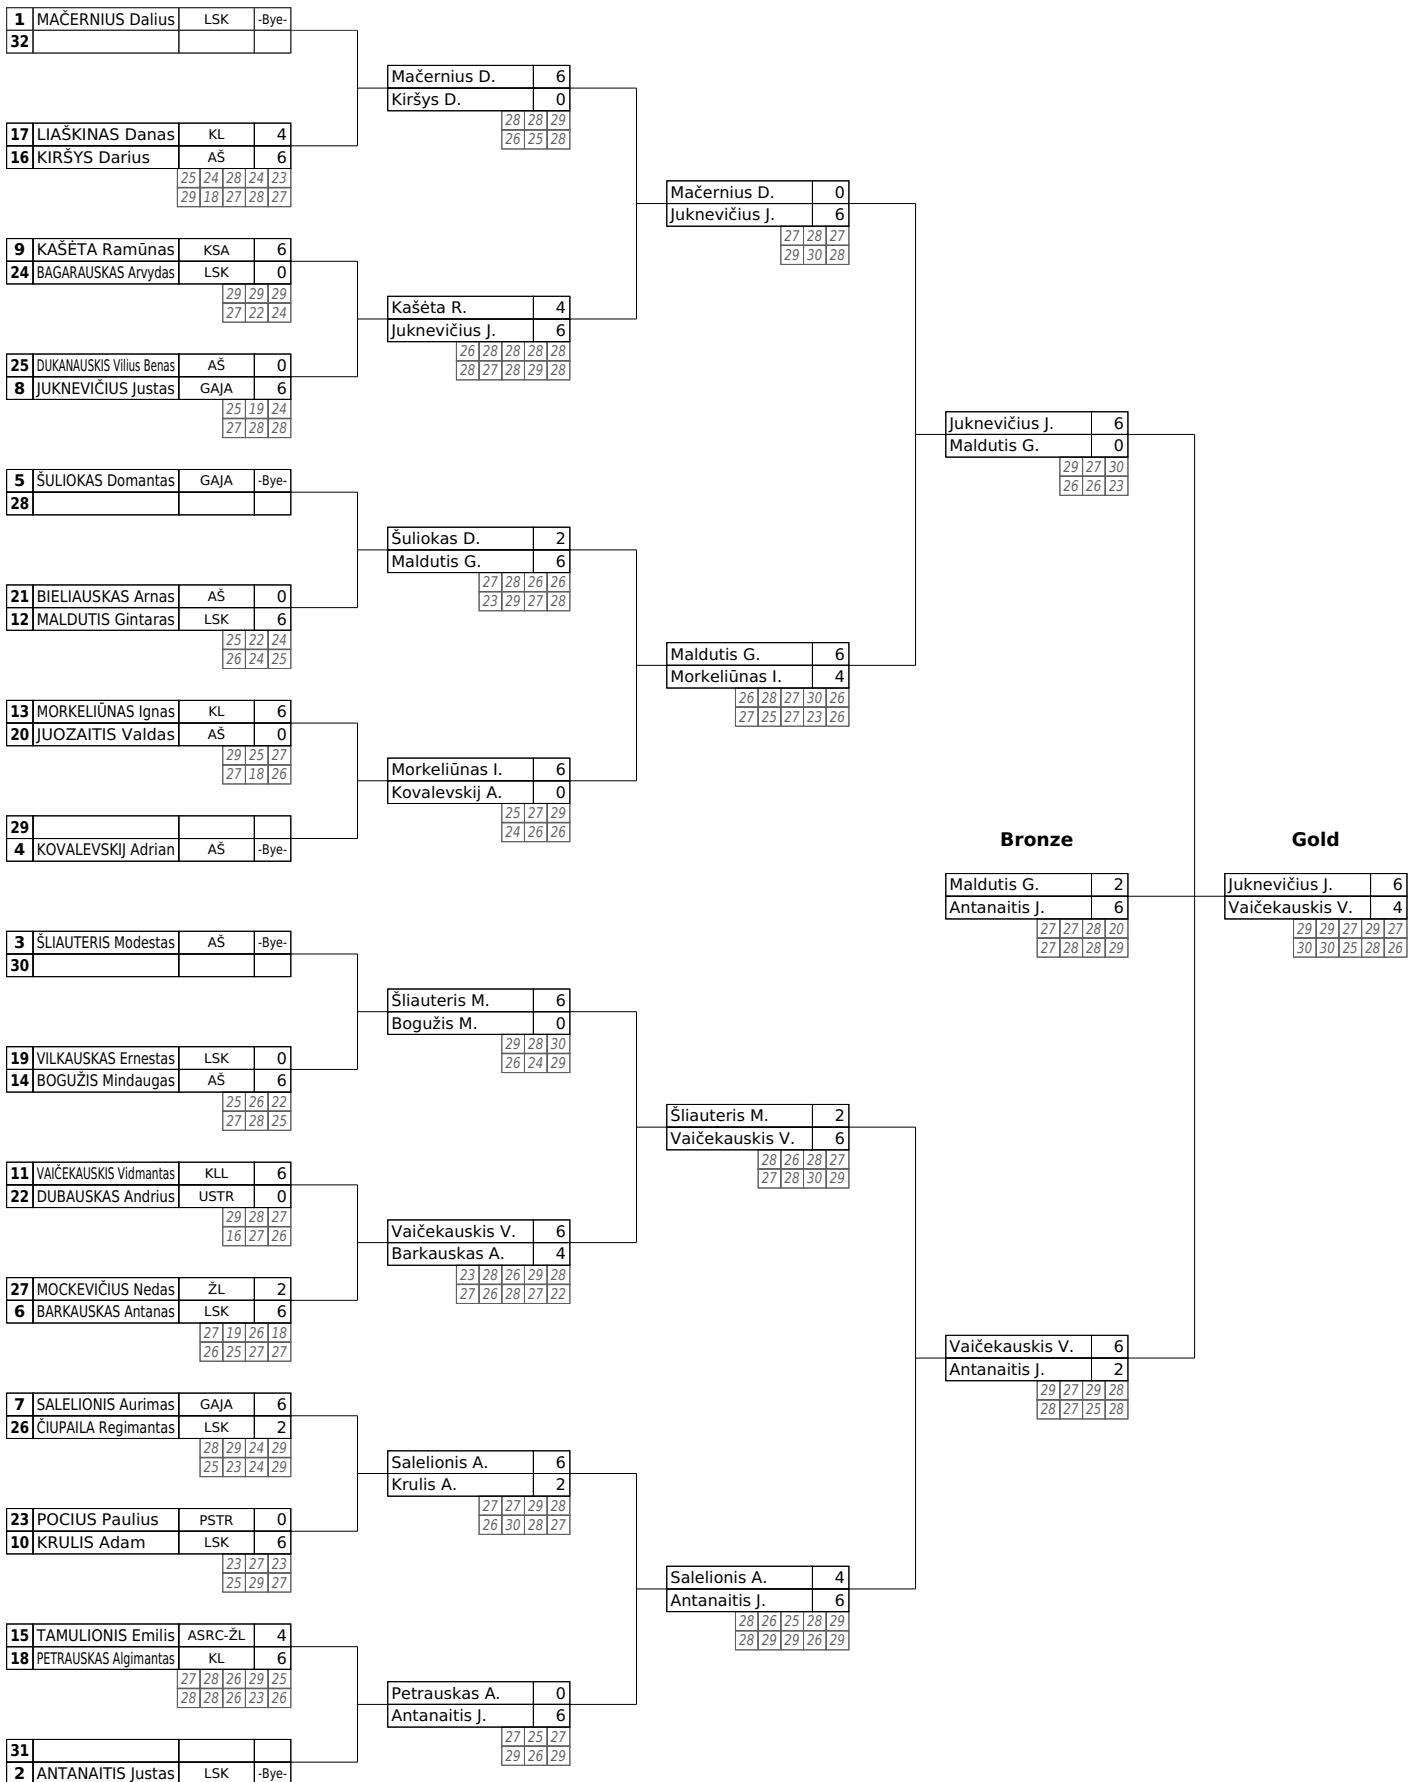 1 MAČERNIUS Dalius LSK -Bye-
32
Mačernius D. 6
Kiršys D. 0
28 28 29
26 25 28
17 LIAŠKINAS Danas KL 4
16 KIRŠYS Darius AŠ 6
25 24 28 24 23
29 18 27 28 27
Mačernius D. 0
Juknevičius J. 6
27 28 27
29 30 28
9 KAŠĖTA Ramūnas KSA 6
24 BAGARAUSKAS Arvydas LSK 0
29 29 29
27 22 24
Kašėta R. 4
Juknevičius J. 6
26 28 28 28 28
28 27 28 29 28
25 DUKANAUSKIS Vilius Benas AŠ 0
8 JUKNEVIČIUS Justas GAJA 6
25 19 24
27 28 28
Juknevičius J. 6
Maldutis G. 0
29 27 30
26 26 23
5 ŠULIOKAS Domantas GAJA -Bye-
28
Šuliokas D. 2
Maldutis G. 6
27 28 26 26
23 29 27 28
21 BIELIAUSKAS Arnas AŠ 0
12 MALDUTIS Gintaras LSK 6
25 22 24
26 24 25
Maldutis G. 6
Morkeliūnas I. 4
26 28 27 30 26
27 25 27 23 26
13 MORKELIŪNAS Ignas KL 6
20 JUOZAITIS Valdas AŠ 0
29 25 27
27 18 26
Morkeliūnas I. 6
Kovalevskij A. 0
25 27 29
24 26 26
29
4 KOVALEVSKIJ Adrian AŠ -Bye-
Bronze Gold
Maldutis G. 2
Antanaitis J. 6
27 27 28 20
27 28 28 29
Juknevičius J. 6
Vaičekauskis V. 4
29 29 27 29 27
30 30 25 28 26
3 ŠLIAUTERIS Modestas AŠ -Bye-
30
Šliauteris M. 6
Bogužis M. 0
29 28 30
26 24 29
19 VILKAUSKAS Ernestas LSK 0
14 BOGUŽIS Mindaugas AŠ 6
25 26 22
27 28 25
Šliauteris M. 2
Vaičekauskis V. 6
28 26 28 27
27 28 30 29
11 VAIČEKAUSKIS Vidmantas KLL 6
22 DUBAUSKAS Andrius USTR 0
29 28 27
16 27 26
Vaičekauskis V. 6
Barkauskas A. 4
23 28 26 29 28
27 26 28 27 22
27 MOCKEVIČIUS Nedas ŽL 2
6 BARKAUSKAS Antanas LSK 6
27 19 26 18
26 25 27 27
Vaičekauskis V. 6
Antanaitis J. 2
29 27 29 28
28 27 25 28
7 SALELIONIS Aurimas GAJA 6
26 ČIUPAILA Regimantas LSK 2
28 29 24 29
25 23 24 29
Salelionis A. 6
Krulis A. 2
27 27 29 28
26 30 28 27
23 POCIUS Paulius PSTR 0
10 KRULIS Adam LSK 6
23 27 23
25 29 27
Salelionis A. 4
Antanaitis J. 6
28 26 25 28 29
28 29 29 26 29
15 TAMULIONIS Emilis ASRC-ŽL 4
18 PETRAUSKAS Algimantas KL 6
27 28 26 29 25
28 28 26 23 26
Petrauskas A. 0
Antanaitis J. 6
27 25 27
29 26 29
31
2 ANTANAITIS Justas LSK -Bye-